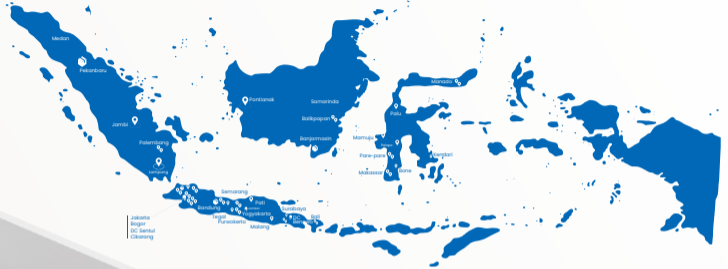 Medan
Pekanbaru
Jambi
Palembang
Lampung
Pontianak
Samarinda
Balikpapan
Banjarmasin
Manado
Palu
Mamuju
Pare-pare
Kendari
Makassar
Bone
Semarang
Pati
Bandung
Surabaya
Tegal
Yogyakarta
Purwokerto
Malang
DC
Bali
Jakarta
Bogor
DC Sentul
Cikarang